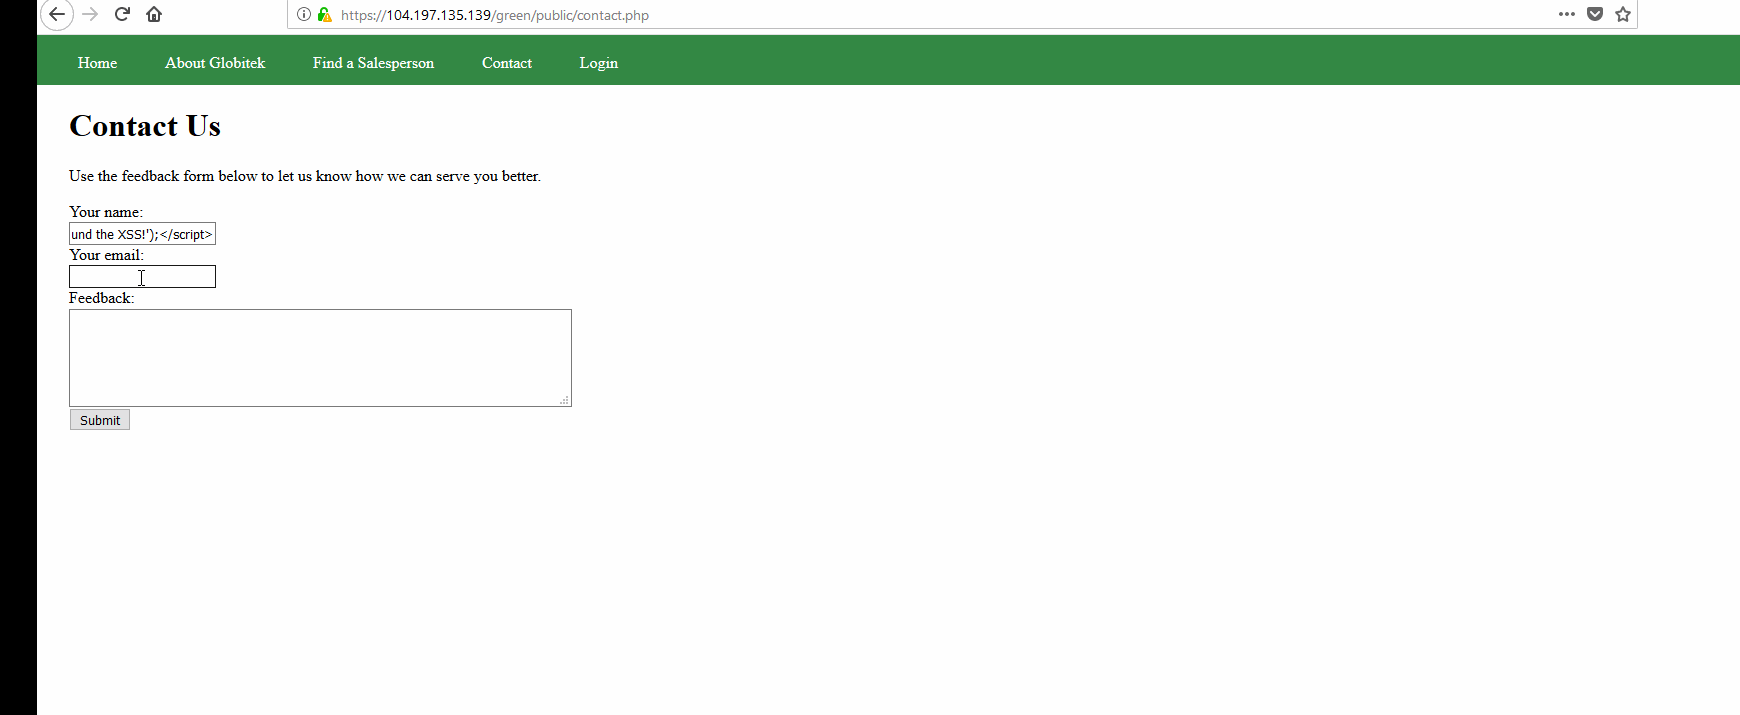 https://104.197.135.139/green/public/contact.php
Home About Globitek Find a Salesperson Contact Login
Contact Us
Use the feedback form below to let us know how we can serve you better.
Your name:
und the XSS!');</script>
Your email:
Feedback:
Submit